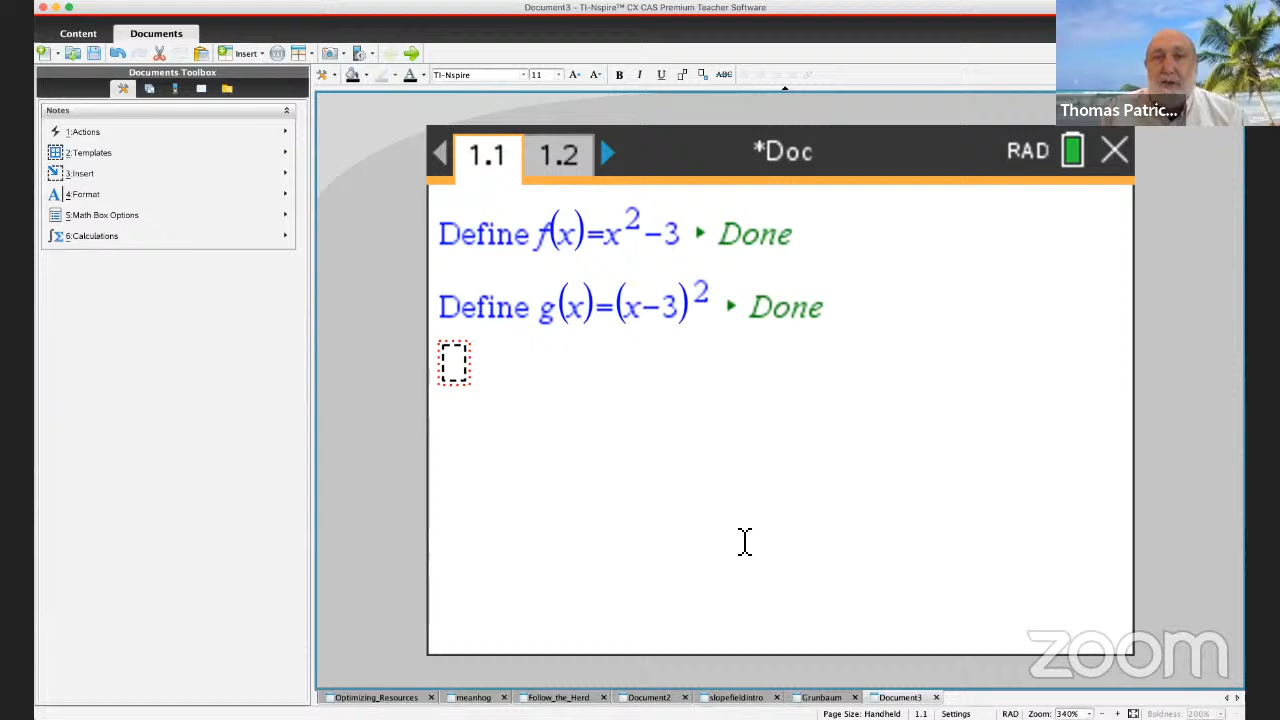 Document3 - TI-Nspire™ CX CAS Premium Teacher Software
Content Documents
Insert
TI-Nspire 11 B I U ABC
Documents Toolbox
Notes
1:Actions
2:Templates
3:Insert
4:Format
5:Math Box Options
6:Calculations
Thomas Patric...
1.1 1.2 *Doc RAD
Define f(x)=x²−3 ▸ Done
Define g(x)=(x−3)² ▸ Done
zoom
Optimizing_Resources meanhog Follow_the_Herd Document2 slopefieldintro Grunbaum Document3
Page Size: Handheld 1.1 Settings RAD Zoom: 340% Boldness: 200%